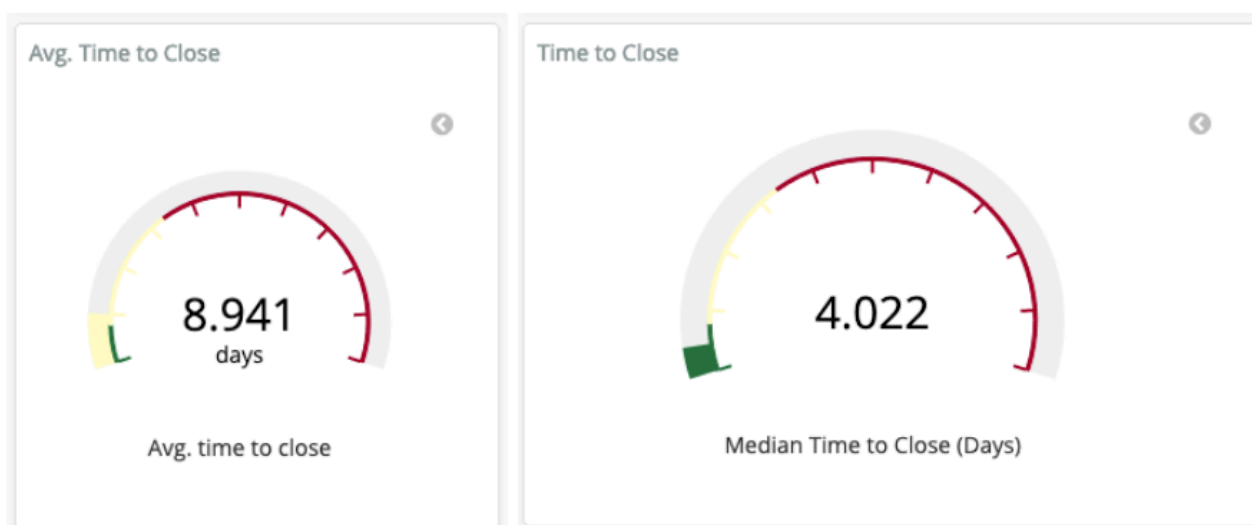 Avg. Time to Close
8.941
days
Avg. time to close
Time to Close
4.022
Median Time to Close (Days)